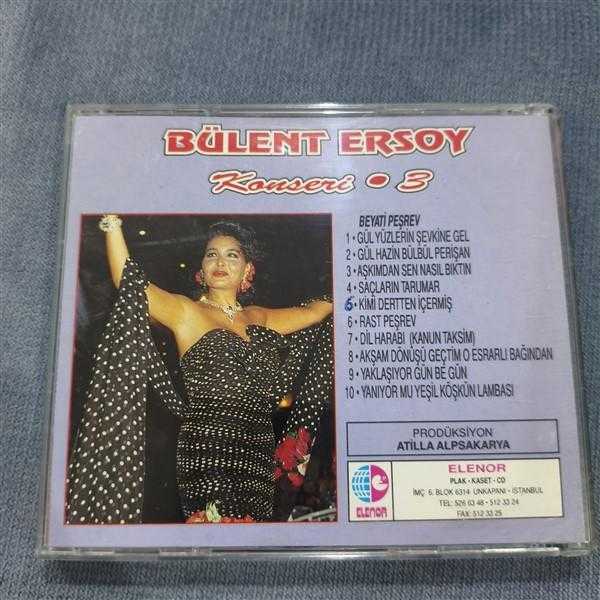 BÜLENT ERSOY
Konseri • 3
BEYATİ PEŞREV
1 • GÜL YÜZLERİN ŞEVKİNE GEL
2 • GÜL HAZİN BÜLBÜL PERİŞAN
3 • AŞKIMDAN SEN NASIL BIKTIN
4 • SAÇLARIN TARUMAR
5 • KİMİ DERTTEN İÇERMİŞ
6 • RAST PEŞREV
7 • DİL HARABI (KANUN TAKSİM)
8 • AKŞAM DÖNÜŞÜ GEÇTİM O ESRARLI BAĞINDAN
9 • YAKLAŞIYOR GÜN BE GÜN
10 • YANIYOR MU YEŞİL KÖŞKÜN LAMBASI
PRODÜKSİYON
ATİLLA ALPSAKARYA
ELENOR
PLAK - KASET - CD
İMÇ 6. BLOK 6314 UNKAPANI - İSTANBUL
TEL: 526 63 48 - 512 33 24
FAX: 512 33 25
ELENOR